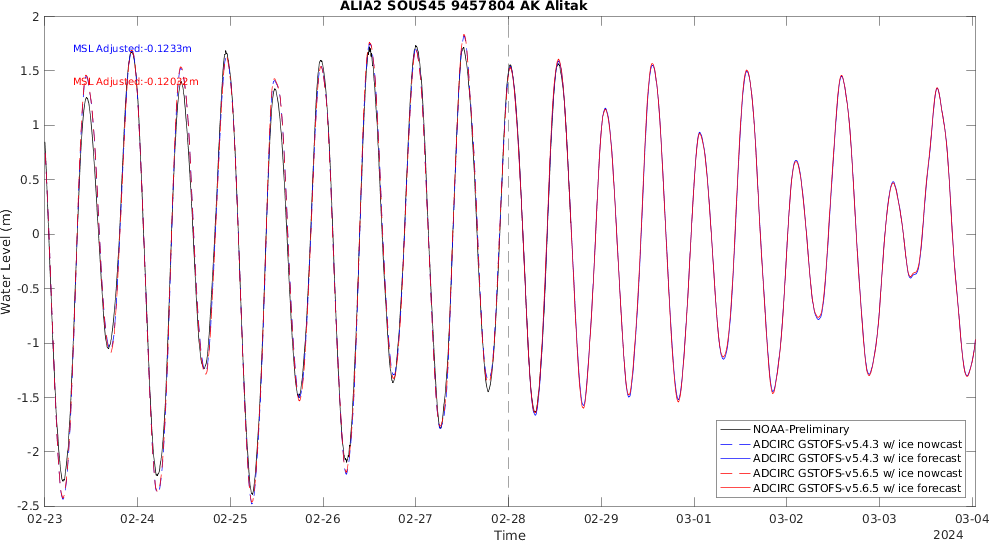 ALIA2 SOUS45 9457804 AK Alitak
MSL Adjusted:-0.1233m
MSL Adjusted:-0.12032m
Water Level (m)
2
1.5
1
0.5
0
-0.5
-1
-1.5
-2
-2.5
NOAA-Preliminary
ADCIRC GSTOFS-v5.4.3 w/ ice nowcast
ADCIRC GSTOFS-v5.4.3 w/ ice forecast
ADCIRC GSTOFS-v5.6.5 w/ ice nowcast
ADCIRC GSTOFS-v5.6.5 w/ ice forecast
02-23 02-24 02-25 02-26 02-27 02-28 02-29 03-01 03-02 03-03 03-04
Time
2024